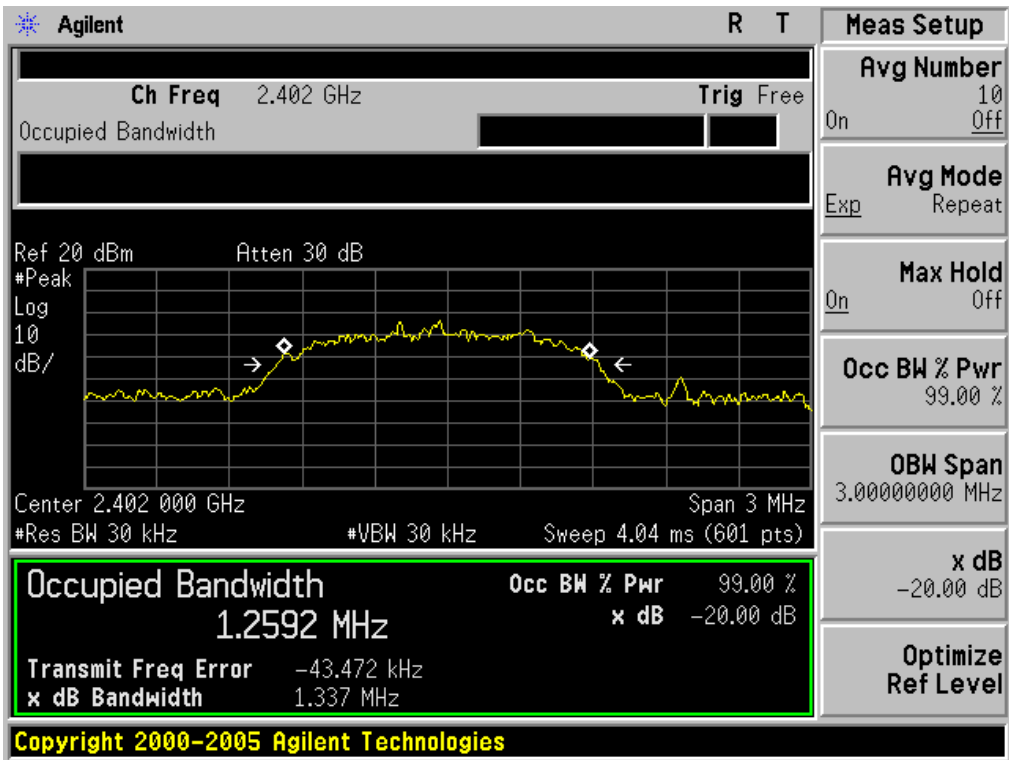 Agilent R T
Ch Freq 2.402 GHz Trig Free
Occupied Bandwidth
Ref 20 dBm Atten 30 dB
#Peak
Log
10
dB/
Center 2.402 000 GHz Span 3 MHz
#Res BW 30 kHz #VBW 30 kHz Sweep 4.04 ms (601 pts)
Occupied Bandwidth Occ BW % Pwr 99.00 %
1.2592 MHz x dB -20.00 dB
Transmit Freq Error -43.472 kHz
x dB Bandwidth 1.337 MHz
Copyright 2000-2005 Agilent Technologies
Meas Setup
Avg Number
10
On Off
Avg Mode
Exp Repeat
Max Hold
On Off
Occ BW % Pwr
99.00 %
OBW Span
3.00000000 MHz
x dB
-20.00 dB
Optimize
Ref Level